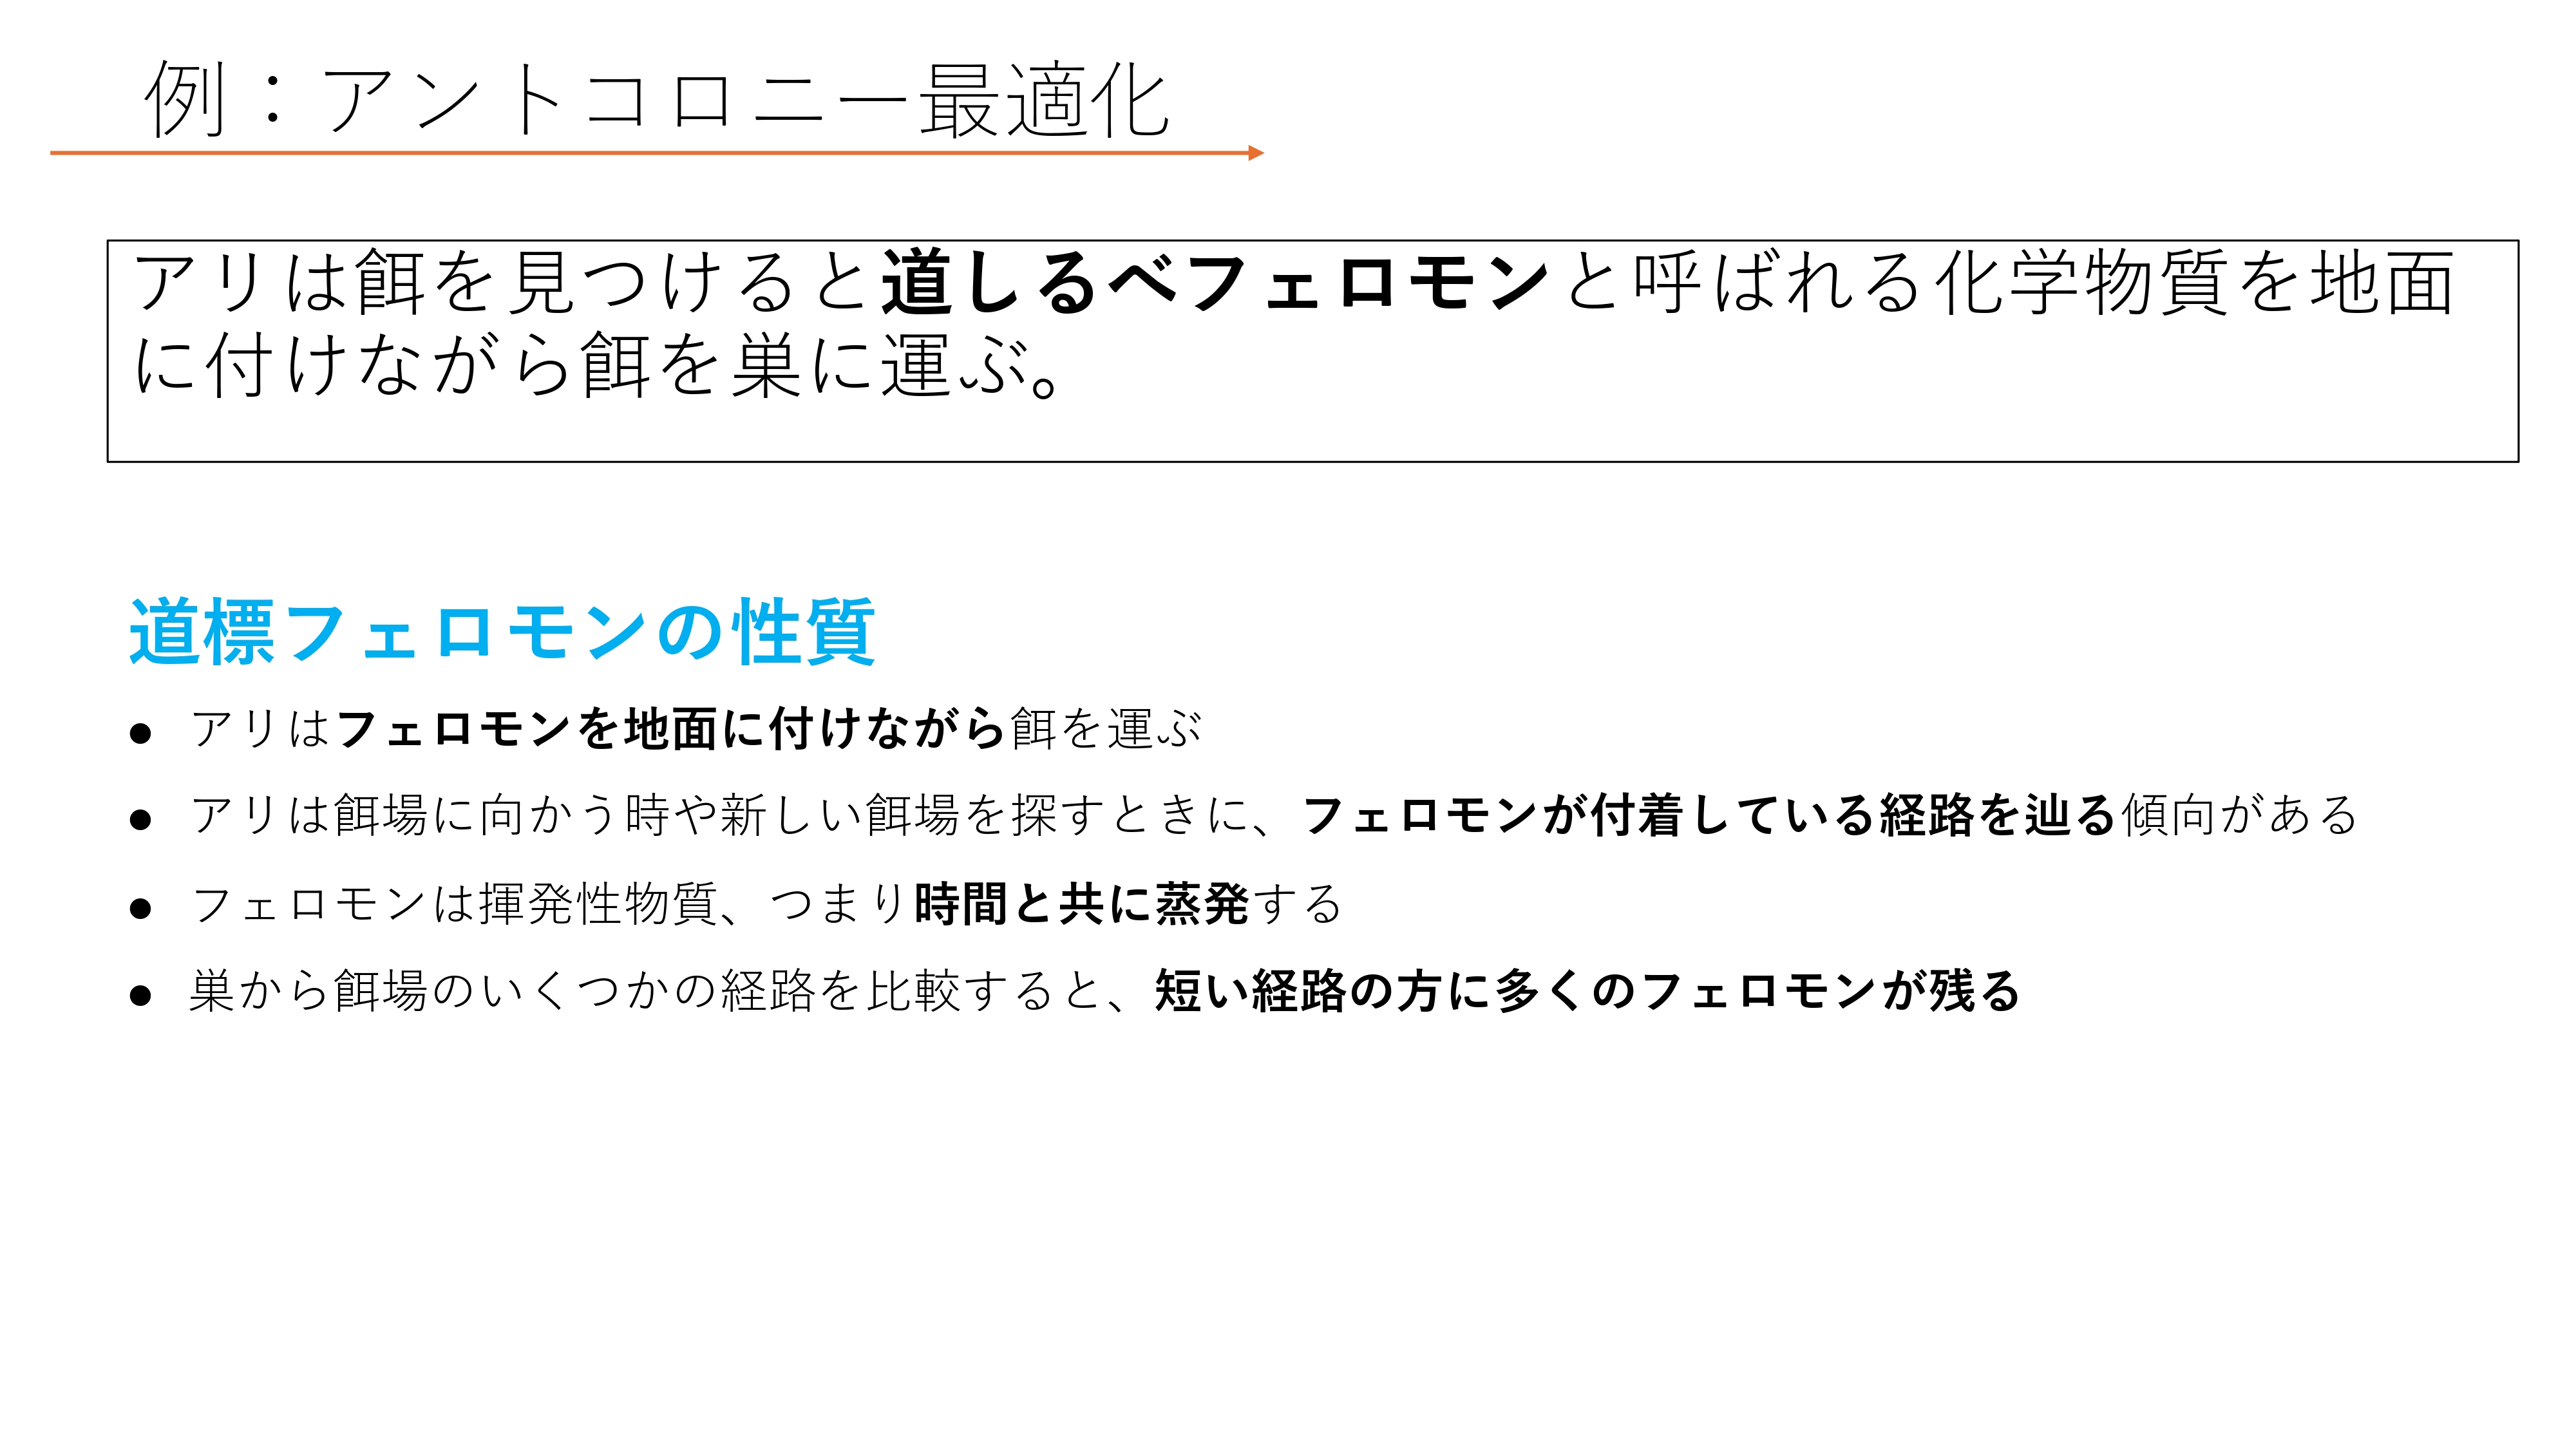 例：アントコロニー最適化
アリは餌を見つけると道しるべフェロモンと呼ばれる化学物質を地面
に付けながら餌を巣に運ぶ。
道標フェロモンの性質
● アリはフェロモンを地面に付けながら餌を運ぶ
● アリは餌場に向かう時や新しい餌場を探すときに、フェロモンが付着している経路を辿る傾向がある
● フェロモンは揮発性物質、つまり時間と共に蒸発する
● 巣から餌場のいくつかの経路を比較すると、短い経路の方に多くのフェロモンが残る